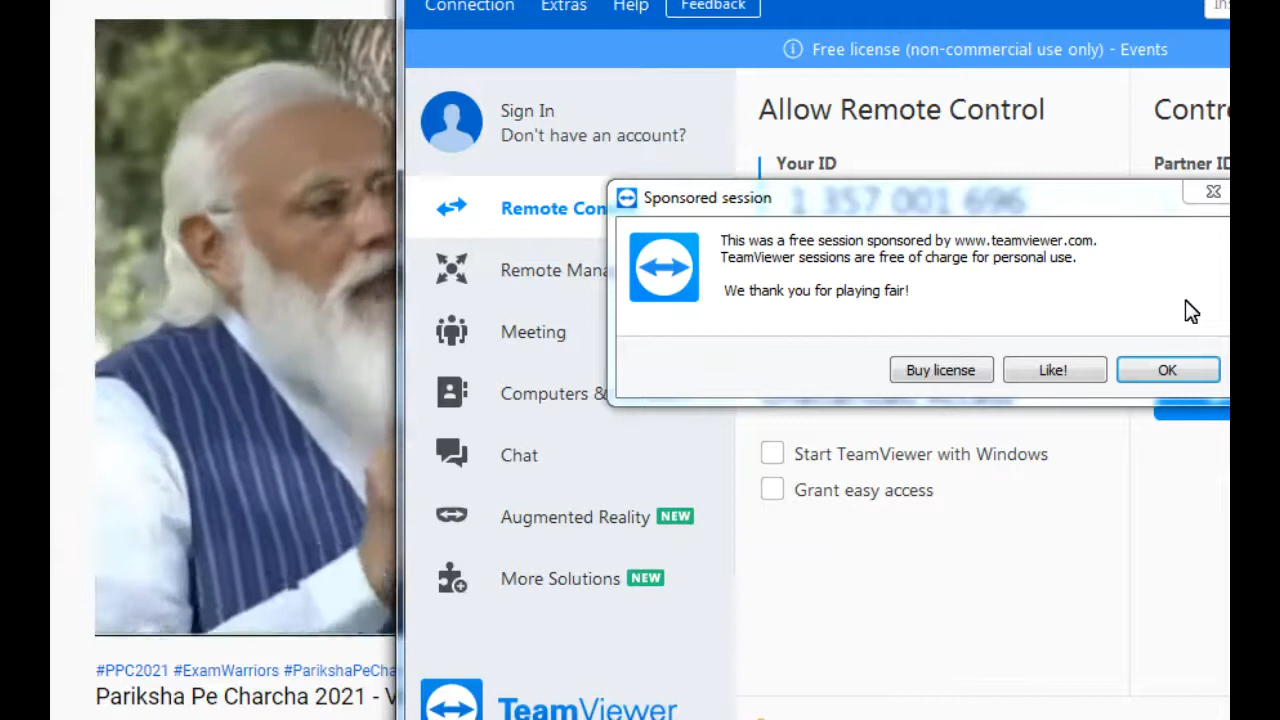 Connection Extras Help Feedback
Free license (non-commercial use only) - Events
Sign In
Don't have an account?
Allow Remote Control
Your ID
1 357 001 696
Partner ID
Sponsored session
This was a free session sponsored by www.teamviewer.com.
TeamViewer sessions are free of charge for personal use.
We thank you for playing fair!
Buy license Like! OK
Remote Con
Remote Mana
Meeting
Computers &
Chat
Augmented Reality NEW
More Solutions NEW
Start TeamViewer with Windows
Grant easy access
TeamViewer
#PPC2021 #ExamWarriors #ParikshaPeCha
Pariksha Pe Charcha 2021 - V